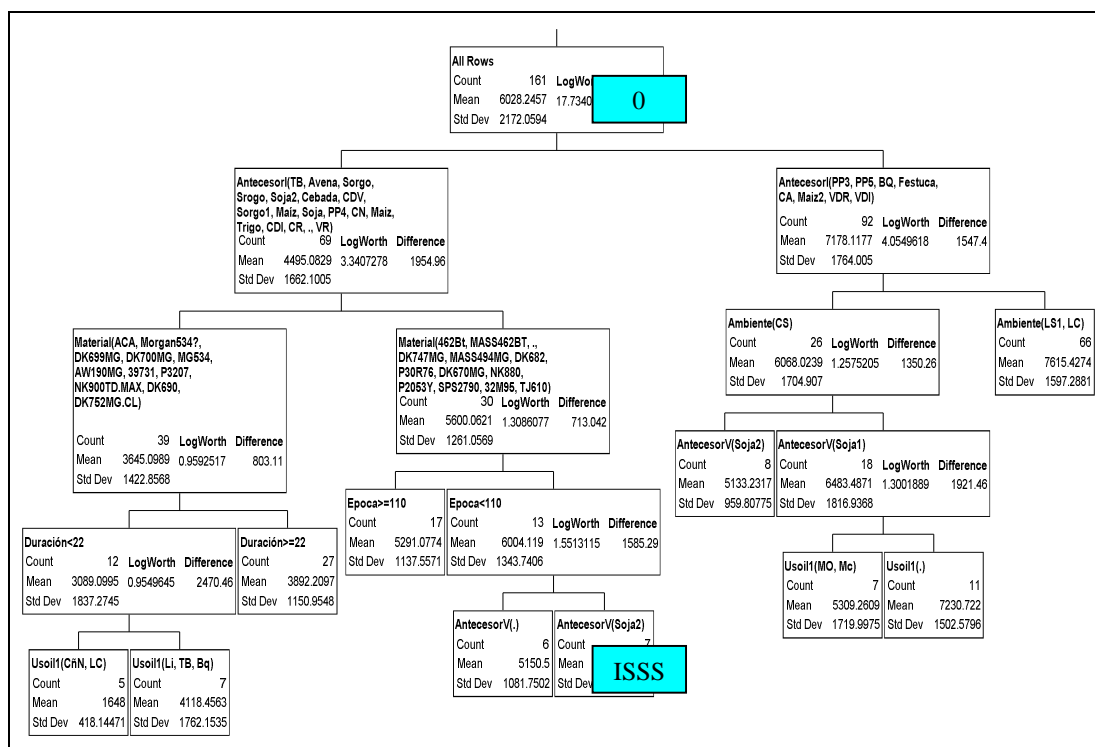 All Rows
Count 161 LogWor
Mean 6028.2457 17.7340
Std Dev 2172.0594
0
AntecesorI(TB, Avena, Sorgo,
Srogo, Soja2, Cebada, CDV,
Sorgo1, Maíz, Soja, PP4, CN, Maiz,
Trigo, CDI, CR, ., VR)
Count 69 LogWorth Difference
Mean 4495.0829 3.3407278 1954.96
Std Dev 1662.1005
AntecesorI(PP3, PP5, BQ, Festuca,
CA, Maiz2, VDR, VDI)
Count 92 LogWorth Difference
Mean 7178.1177 4.0549618 1547.4
Std Dev 1764.005
Material(ACA, Morgan534?,
DK699MG, DK700MG, MG534,
AW190MG, 39731, P3207,
NK900TD.MAX, DK690,
DK752MG.CL)
Count 39 LogWorth Difference
Mean 3645.0989 0.9592517 803.11
Std Dev 1422.8568
Material(462Bt, MASS462BT, .,
DK747MG, MASS494MG, DK682,
P30R76, DK670MG, NK880,
P2053Y, SPS2790, 32M95, TJ610)
Count 30 LogWorth Difference
Mean 5600.0621 1.3086077 713.042
Std Dev 1261.0569
Ambiente(CS)
Count 26 LogWorth Difference
Mean 6068.0239 1.2575205 1350.26
Std Dev 1704.907
Ambiente(LS1, LC)
Count 66
Mean 7615.4274
Std Dev 1597.2881
AntecesorV(Soja2)
Count 8
Mean 5133.2317
Std Dev 959.80775
AntecesorV(Soja1)
Count 18 LogWorth Difference
Mean 6483.4871 1.3001889 1921.46
Std Dev 1816.9368
Duración<22
Count 12 LogWorth Difference
Mean 3089.0995 0.9549645 2470.46
Std Dev 1837.2745
Duración>=22
Count 27
Mean 3892.2097
Std Dev 1150.9548
Epoca>=110
Count 17
Mean 5291.0774
Std Dev 1137.5571
Epoca<110
Count 13 LogWorth Difference
Mean 6004.119 1.5513115 1585.29
Std Dev 1343.7406
Usoil1(MO, Mc)
Count 7
Mean 5309.2609
Std Dev 1719.9975
Usoil1(.)
Count 11
Mean 7230.722
Std Dev 1502.5796
Usoil1(CñN, LC)
Count 5
Mean 1648
Std Dev 418.14471
Usoil1(Li, TB, Bq)
Count 7
Mean 4118.4563
Std Dev 1762.1535
AntecesorV(.)
Count 6
Mean 5150.5
Std Dev 1081.7502
AntecesorV(Soja2)
Count 7
Mean
Std Dev
ISSS